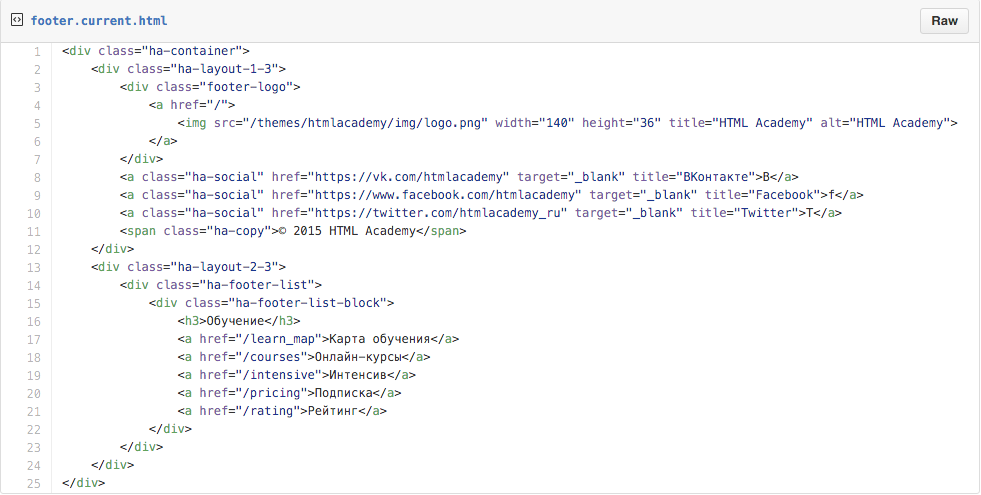 footer.current.html
Raw
1 <div class="ha-container">
2     <div class="ha-layout-1-3">
3         <div class="footer-logo">
4             <a href="/">
5                 <img src="/themes/htmlacademy/img/logo.png" width="140" height="36" title="HTML Academy" alt="HTML Academy">
6             </a>
7         </div>
8         <a class="ha-social" href="https://vk.com/htmlacademy" target="_blank" title="ВКонтакте">В</a>
9         <a class="ha-social" href="https://www.facebook.com/htmlacademy" target="_blank" title="Facebook">f</a>
10         <a class="ha-social" href="https://twitter.com/htmlacademy_ru" target="_blank" title="Twitter">T</a>
11         <span class="ha-copy">© 2015 HTML Academy</span>
12     </div>
13     <div class="ha-layout-2-3">
14         <div class="ha-footer-list">
15             <div class="ha-footer-list-block">
16                 <h3>Обучение</h3>
17                 <a href="/learn_map">Карта обучения</a>
18                 <a href="/courses">Онлайн-курсы</a>
19                 <a href="/intensive">Интенсив</a>
20                 <a href="/pricing">Подписка</a>
21                 <a href="/rating">Рейтинг</a>
22             </div>
23         </div>
24     </div>
25 </div>